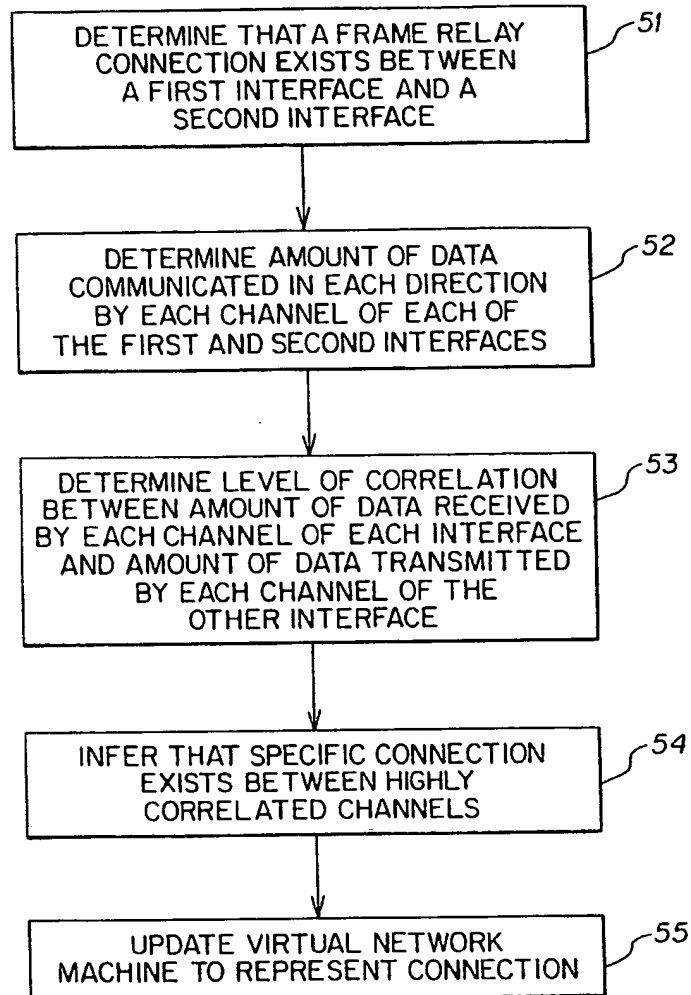 DETERMINE THAT A FRAME RELAY
CONNECTION EXISTS BETWEEN
A FIRST INTERFACE AND A
SECOND INTERFACE
51
DETERMINE AMOUNT OF DATA
COMMUNICATED IN EACH DIRECTION
BY EACH CHANNEL OF EACH OF
THE FIRST AND SECOND INTERFACES
52
DETERMINE LEVEL OF CORRELATION
BETWEEN AMOUNT OF DATA RECEIVED
BY EACH CHANNEL OF EACH INTERFACE
AND AMOUNT OF DATA TRANSMITTED
BY EACH CHANNEL OF THE
OTHER INTERFACE
53
INFER THAT SPECIFIC CONNECTION
EXISTS BETWEEN HIGHLY
CORRELATED CHANNELS
54
UPDATE VIRTUAL NETWORK
MACHINE TO REPRESENT CONNECTION
55